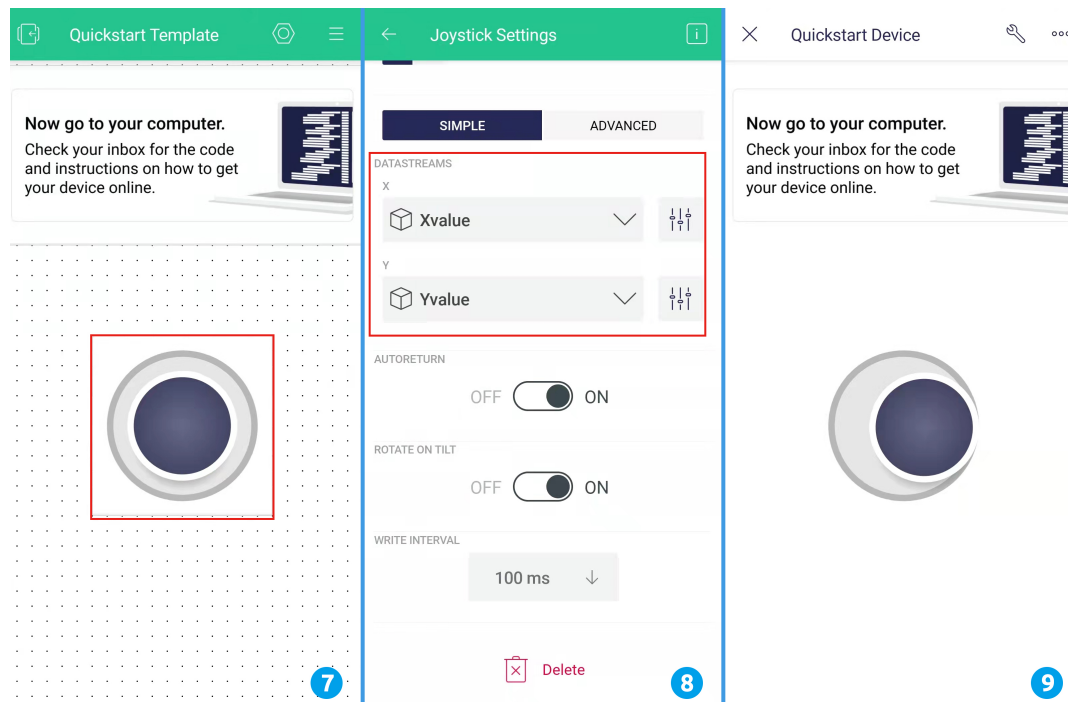 Quickstart Template
Now go to your computer.
Check your inbox for the code
and instructions on how to get
your device online.
7
Joystick Settings
i
SIMPLE
ADVANCED
DATASTREAMS
X
Xvalue
Y
Yvalue
AUTORETURN
OFF
ON
ROTATE ON TILT
OFF
ON
WRITE INTERVAL
100 ms
Delete
8
Quickstart Device
Now go to your computer.
Check your inbox for the code
and instructions on how to get
your device online.
9